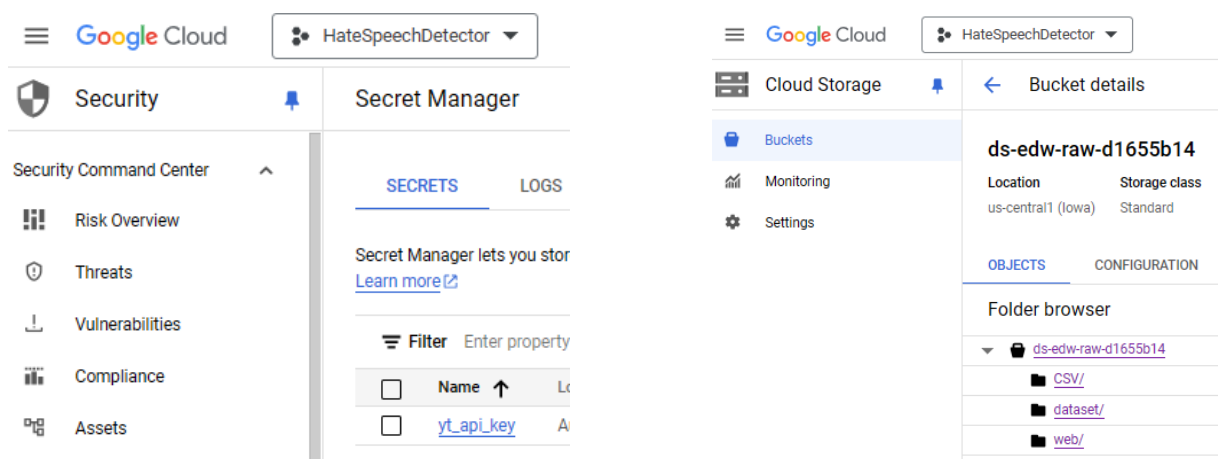 Google Cloud
HateSpeechDetector
Security
Secret Manager
Security Command Center
Risk Overview
Threats
Vulnerabilities
Compliance
Assets
SECRETS LOGS
Secret Manager lets you stor
Learn more
Filter Enter property
Name Lo
yt_api_key A
Google Cloud
HateSpeechDetector
Cloud Storage
Bucket details
Buckets
Monitoring
Settings
ds-edw-raw-d1655b14
Location Storage class
us-central1 (Iowa) Standard
OBJECTS CONFIGURATION
Folder browser
ds-edw-raw-d1655b14
CSV/
dataset/
web/